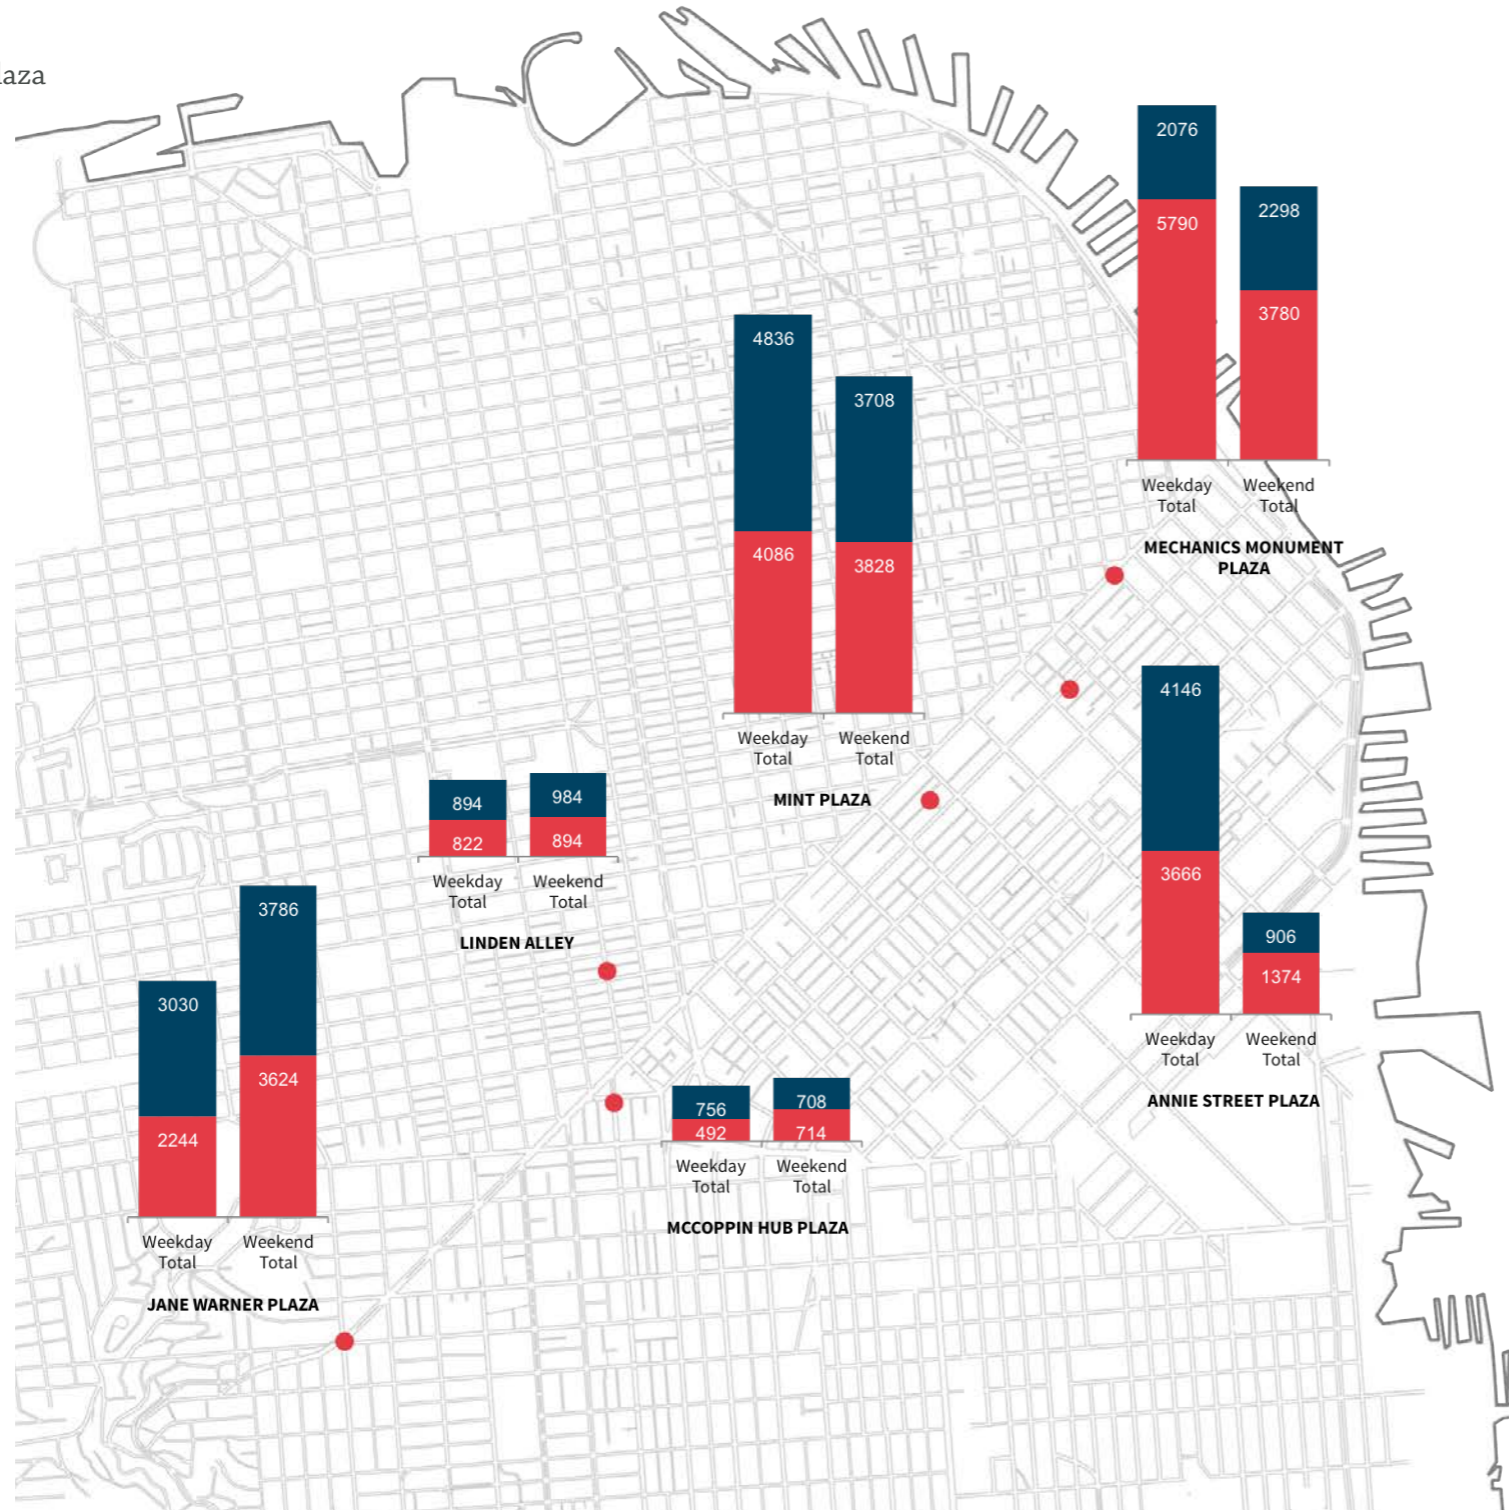 laza
2076
5790
2298
3780
Weekday
Total
Weekend
Total
MECHANICS MONUMENT
PLAZA
4836
4086
3708
3828
Weekday
Total
Weekend
Total
MINT PLAZA
4146
3666
906
1374
Weekday
Total
Weekend
Total
ANNIE STREET PLAZA
894
822
984
894
Weekday
Total
Weekend
Total
LINDEN ALLEY
3030
2244
3786
3624
Weekday
Total
Weekend
Total
JANE WARNER PLAZA
756
492
708
714
Weekday
Total
Weekend
Total
MCCOPPIN HUB PLAZA